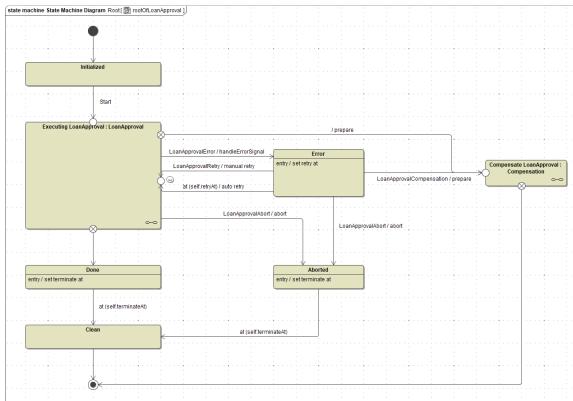 state machine State Machine Diagram Root[ rootOfLoanApproval ]
Initialized
Start
Executing LoanApproval : LoanApproval
/ prepare
LoanApprovalError / handleErrorSignal
Error
entry / set retry at
LoanApprovalRetry / manual retry
at (self.retryAt) / auto retry
LoanApprovalCompensation / prepare
Compensate LoanApproval :
Compensation
LoanApprovalAbort / abort
LoanApprovalAbort / abort
Done
entry / set terminate at
Aborted
entry / set terminate at
at (self.terminateAt)
at (self.terminateAt)
Clean